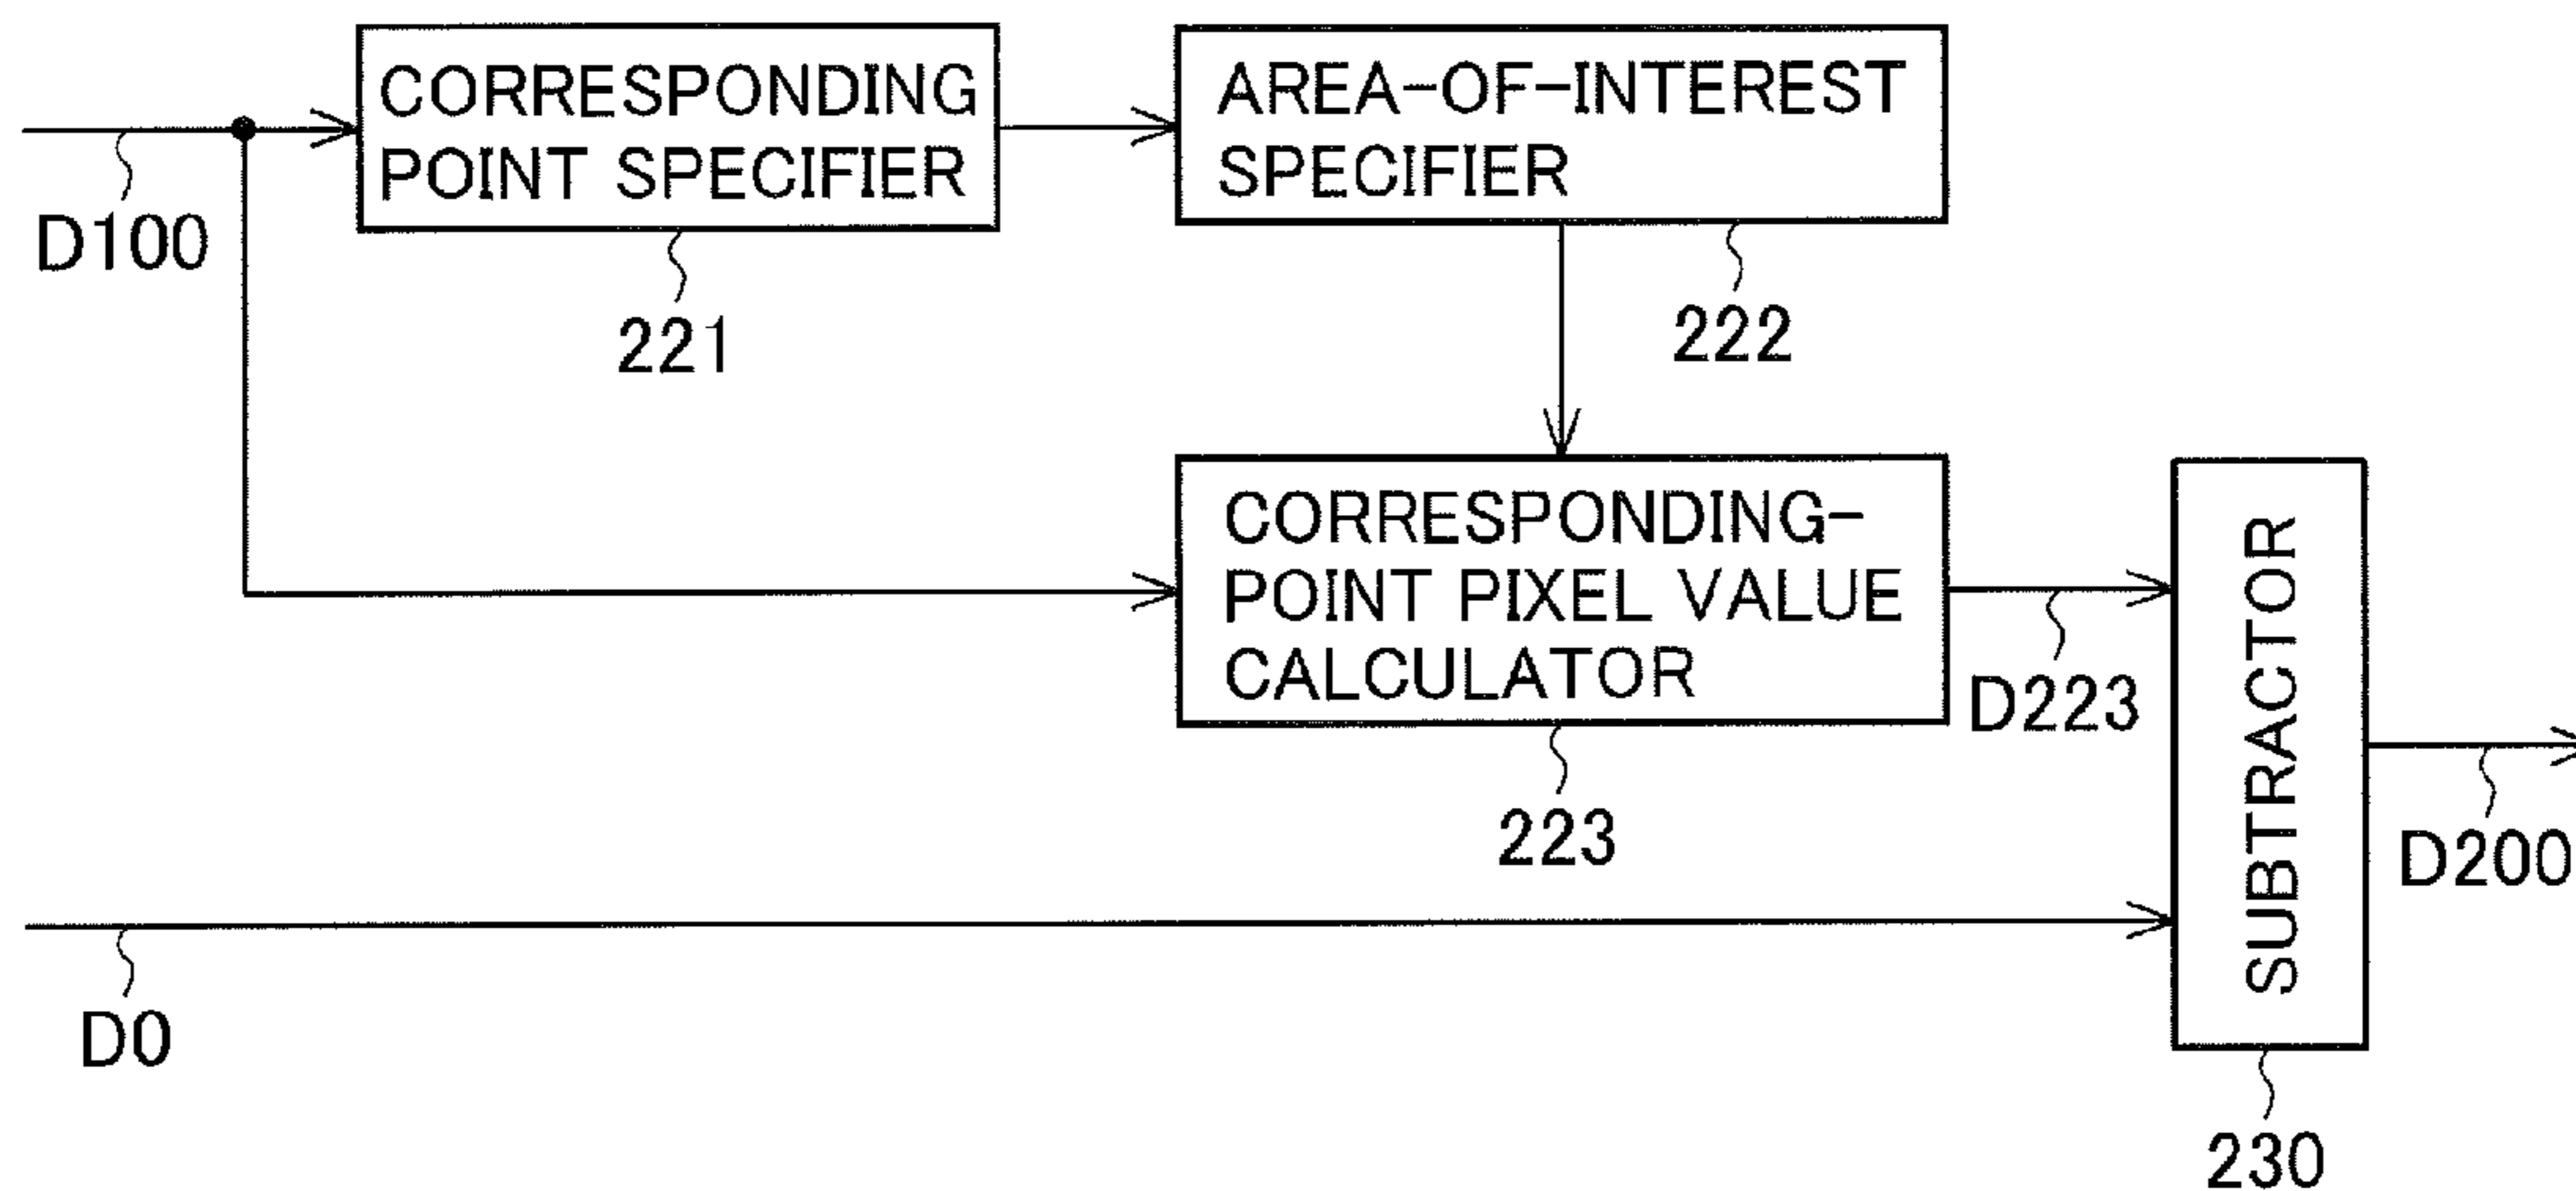 CORRESPONDING
POINT SPECIFIER
AREA-OF-INTEREST
SPECIFIER
D100
221
222
CORRESPONDING-
POINT PIXEL VALUE
CALCULATOR
D223
SUBTRACTOR
223
D200
D0
230